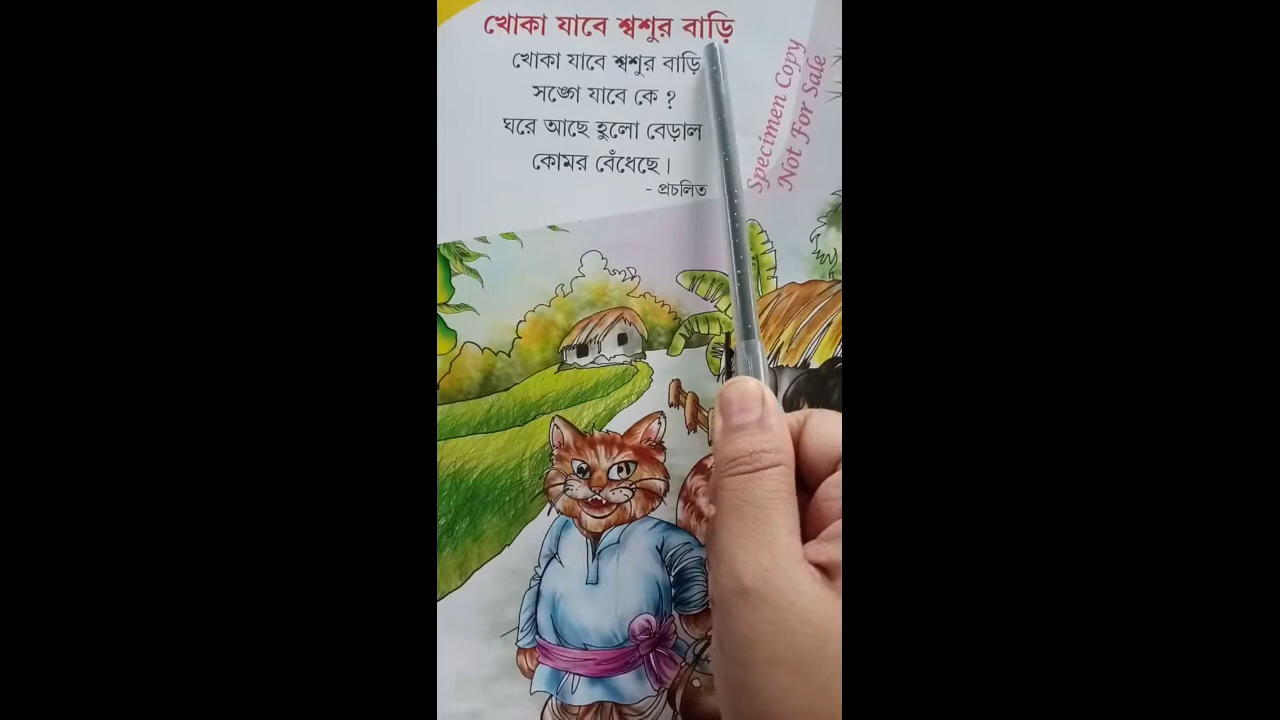 খোকা যাবে শ্বশুর বাড়ি
খোকা যাবে শ্বশুর বাড়ি
সঙ্গে যাবে কে ?
ঘরে আছে হুলো বেড়াল
কোমর বেঁধেছে।
- প্রচলিত
Specimen Copy
Not For Sale